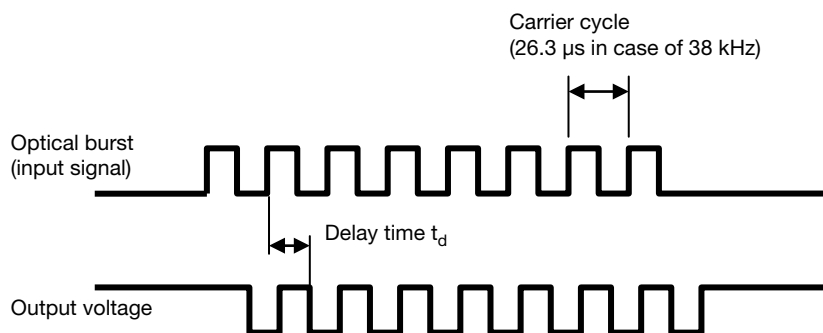 Carrier cycle
(26.3 µs in case of 38 kHz)
Optical burst
(input signal)
Delay time td
Output voltage